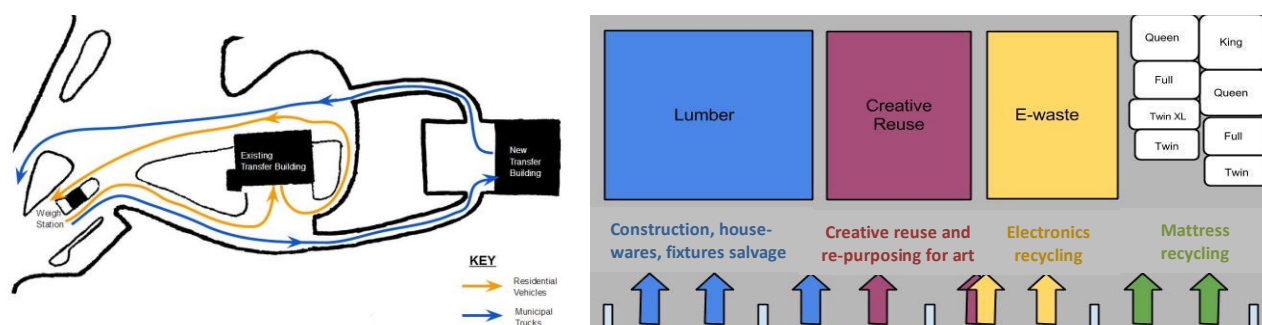 Existing
Transfer Building
New
Transfer
Building
Weigh
Station
KEY
Residential
Vehicles
Municipal
Trucks
Lumber
Creative
Reuse
E-waste
Queen
King
Full
Queen
Twin XL
Full
Twin
Twin
Construction, house-
wares, fixtures salvage
Creative reuse and
re-purposing for art
Electronics
recycling
Mattress
recycling